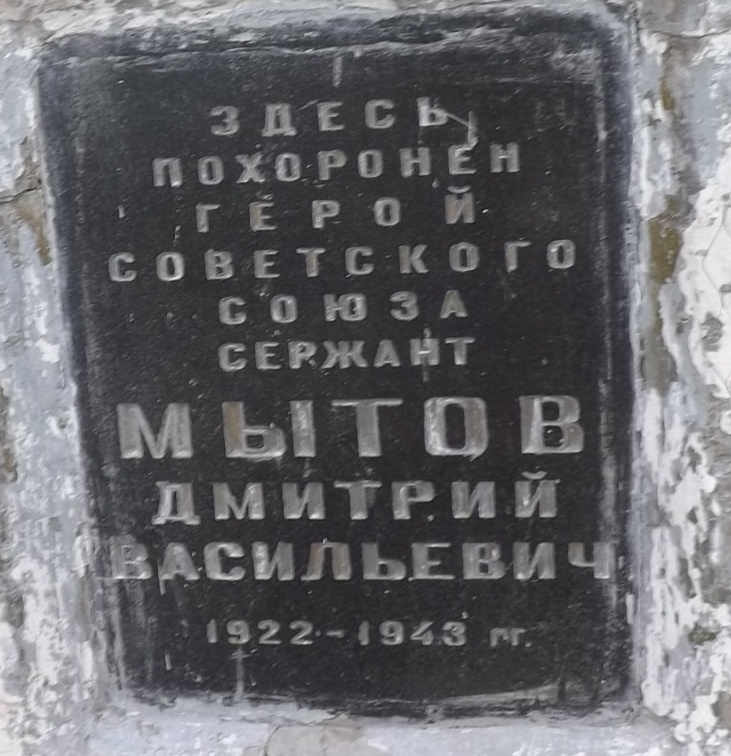 ЗДЕСЬ
ПОХОРОНЕН
ГЕРОЙ
СОВЕТСКОГО
СОЮЗА
СЕРЖАНТ
МЫТОВ
ДМИТРИЙ
ВАСИЛЬЕВИЧ
1922-1943 гг.